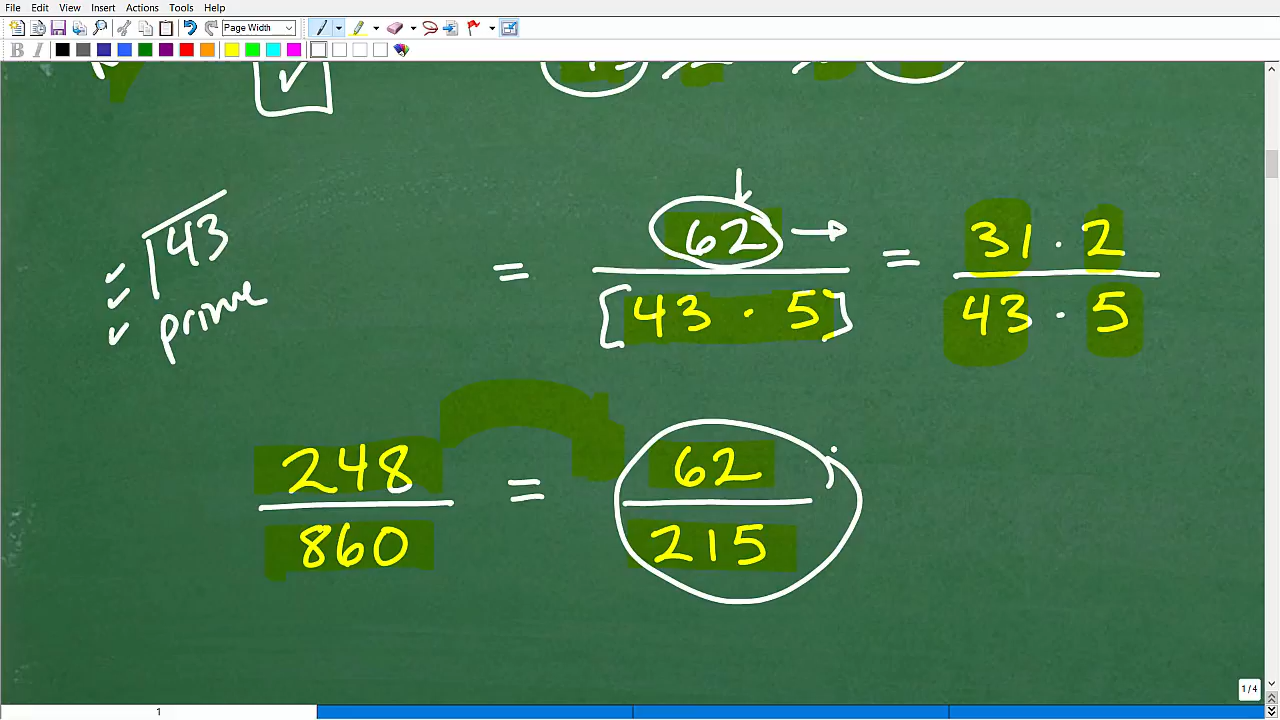 File Edit View Insert Actions Tools Help
Page Width
B I
√43
prime
= 62 / [43 · 5] = 31 · 2 / 43 · 5
248 / 860 = 62 / 215
1/4
1